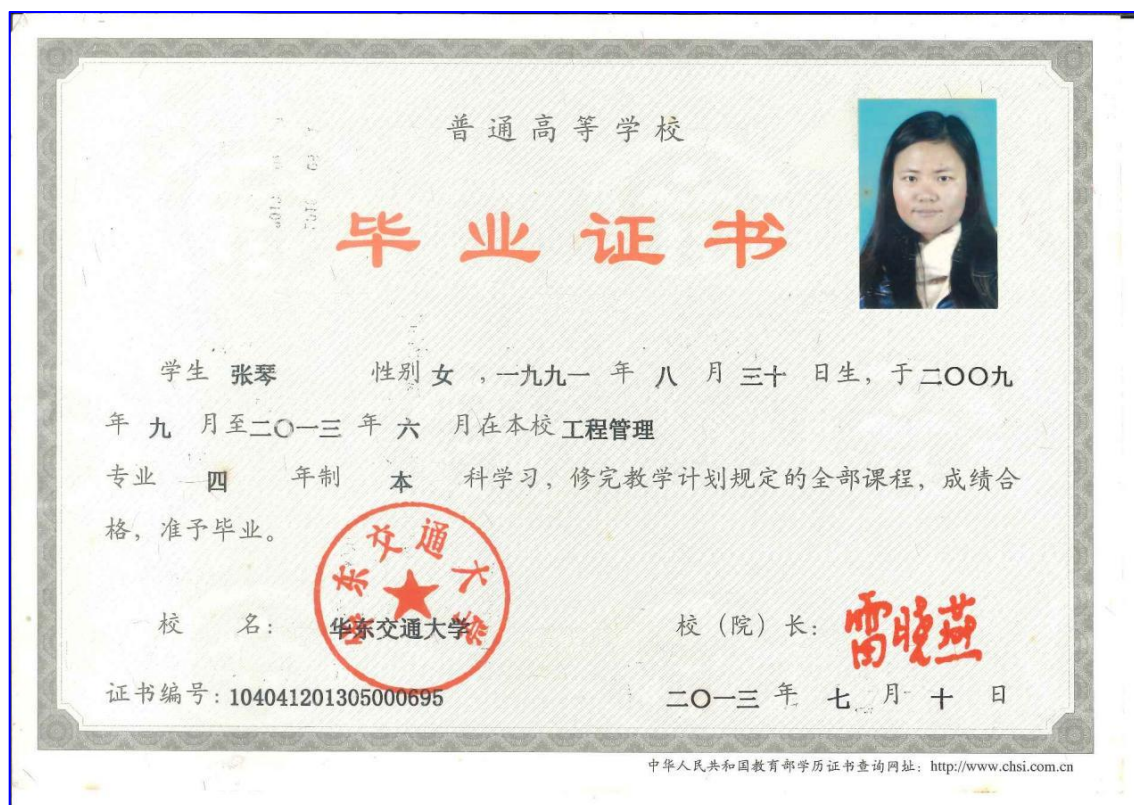 普通高等学校
毕业证书
学生 张琴 性别 女 ，一九九一 年 八 月 三十 日生，于二〇〇九
年 九 月至二〇一三 年 六 月在本校 工程管理
专业 四 年制 本 科学习，修完教学计划规定的全部课程，成绩合
格，准予毕业。
华东交通大学
校 名： 华东交通大学 校（院）长： 雷晓燕
证书编号：104041201305000695 二〇一三 年 七 月 十 日
中华人民共和国教育部学历证书查询网址：http://www.chsi.com.cn